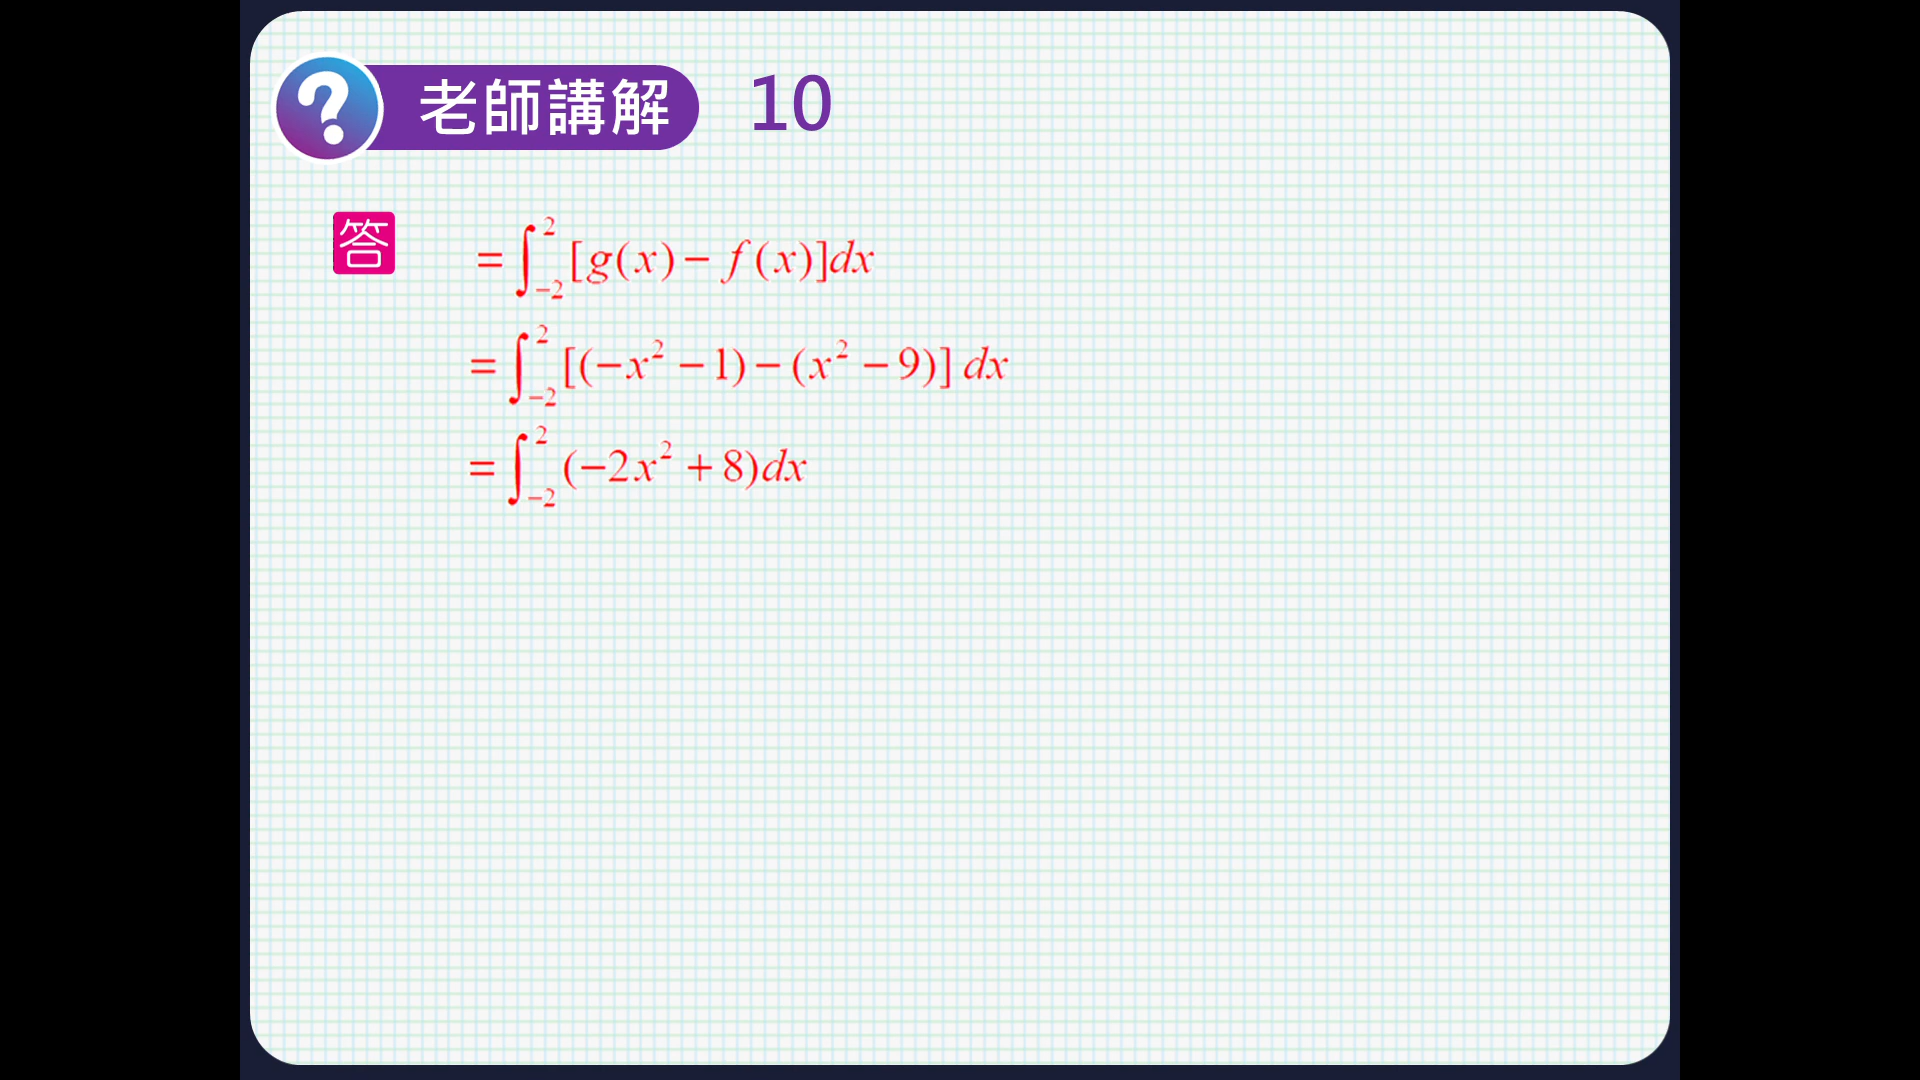 ? 老師講解 10
答
= ∫_{-2}^{2} [g(x) − f(x)]dx
= ∫_{-2}^{2} [(−x² − 1) − (x² − 9)] dx
= ∫_{-2}^{2} (−2x² + 8)dx